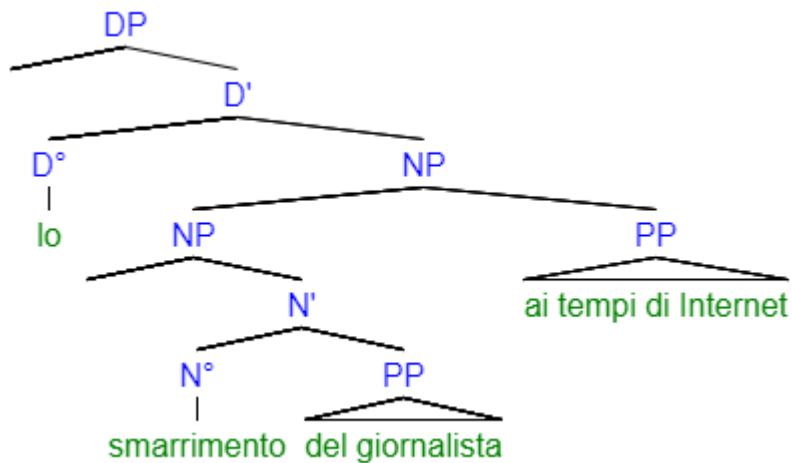 DP
D'
D° NP
lo NP PP
N' ai tempi di Internet
N° PP
smarrimento del giornalista